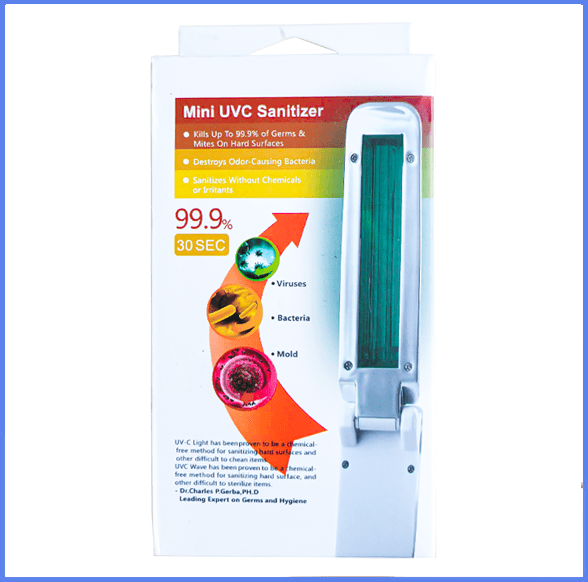 Mini UVC Sanitizer
• Kills Up To 99.9% of Germs &
Mites On Hard Surfaces
• Destroys Odor-Causing Bacteria
• Sanitizes Without Chemicals
or Irritants
99.9%
30 SEC
• Viruses
• Bacteria
• Mold
UV-C Light has been proven to be a chemical-
free method for sanitizing hard surfaces and
other difficult to chean items.
UVC Wave has been proven to be a chemical-
free method for sanitizing hard surface, and
other difficult to sterilize items.
- Dr.Charles P.Gerba,PH.D
Leading Expert on Germs and Hygiene